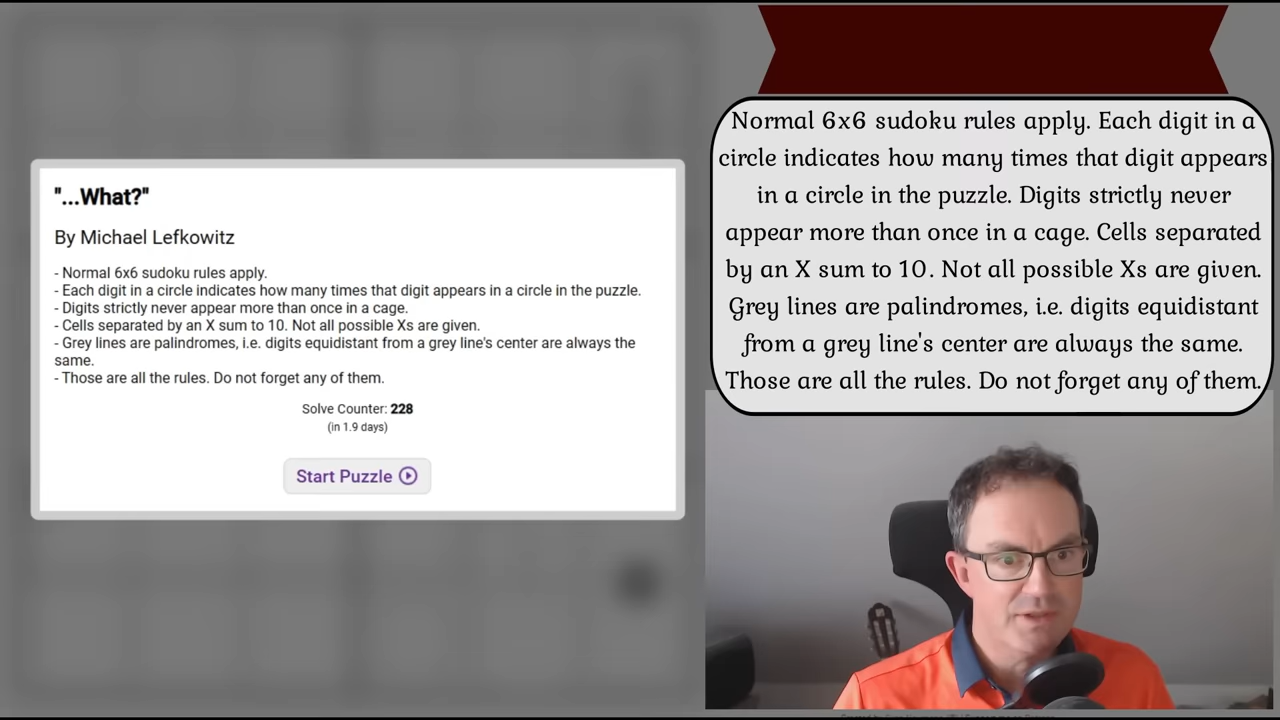 "...What?"
By Michael Lefkowitz
- Normal 6x6 sudoku rules apply.
- Each digit in a circle indicates how many times that digit appears in a circle in the puzzle.
- Digits strictly never appear more than once in a cage.
- Cells separated by an X sum to 10. Not all possible Xs are given.
- Grey lines are palindromes, i.e. digits equidistant from a grey line's center are always the
same.
- Those are all the rules. Do not forget any of them.
Solve Counter: 228
(in 1.9 days)
Start Puzzle
Normal 6x6 sudoku rules apply. Each digit in a
circle indicates how many times that digit appears
in a circle in the puzzle. Digits strictly never
appear more than once in a cage. Cells separated
by an X sum to 10. Not all possible Xs are given.
Grey lines are palindromes, i.e. digits equidistant
from a grey line's center are always the same.
Those are all the rules. Do not forget any of them.